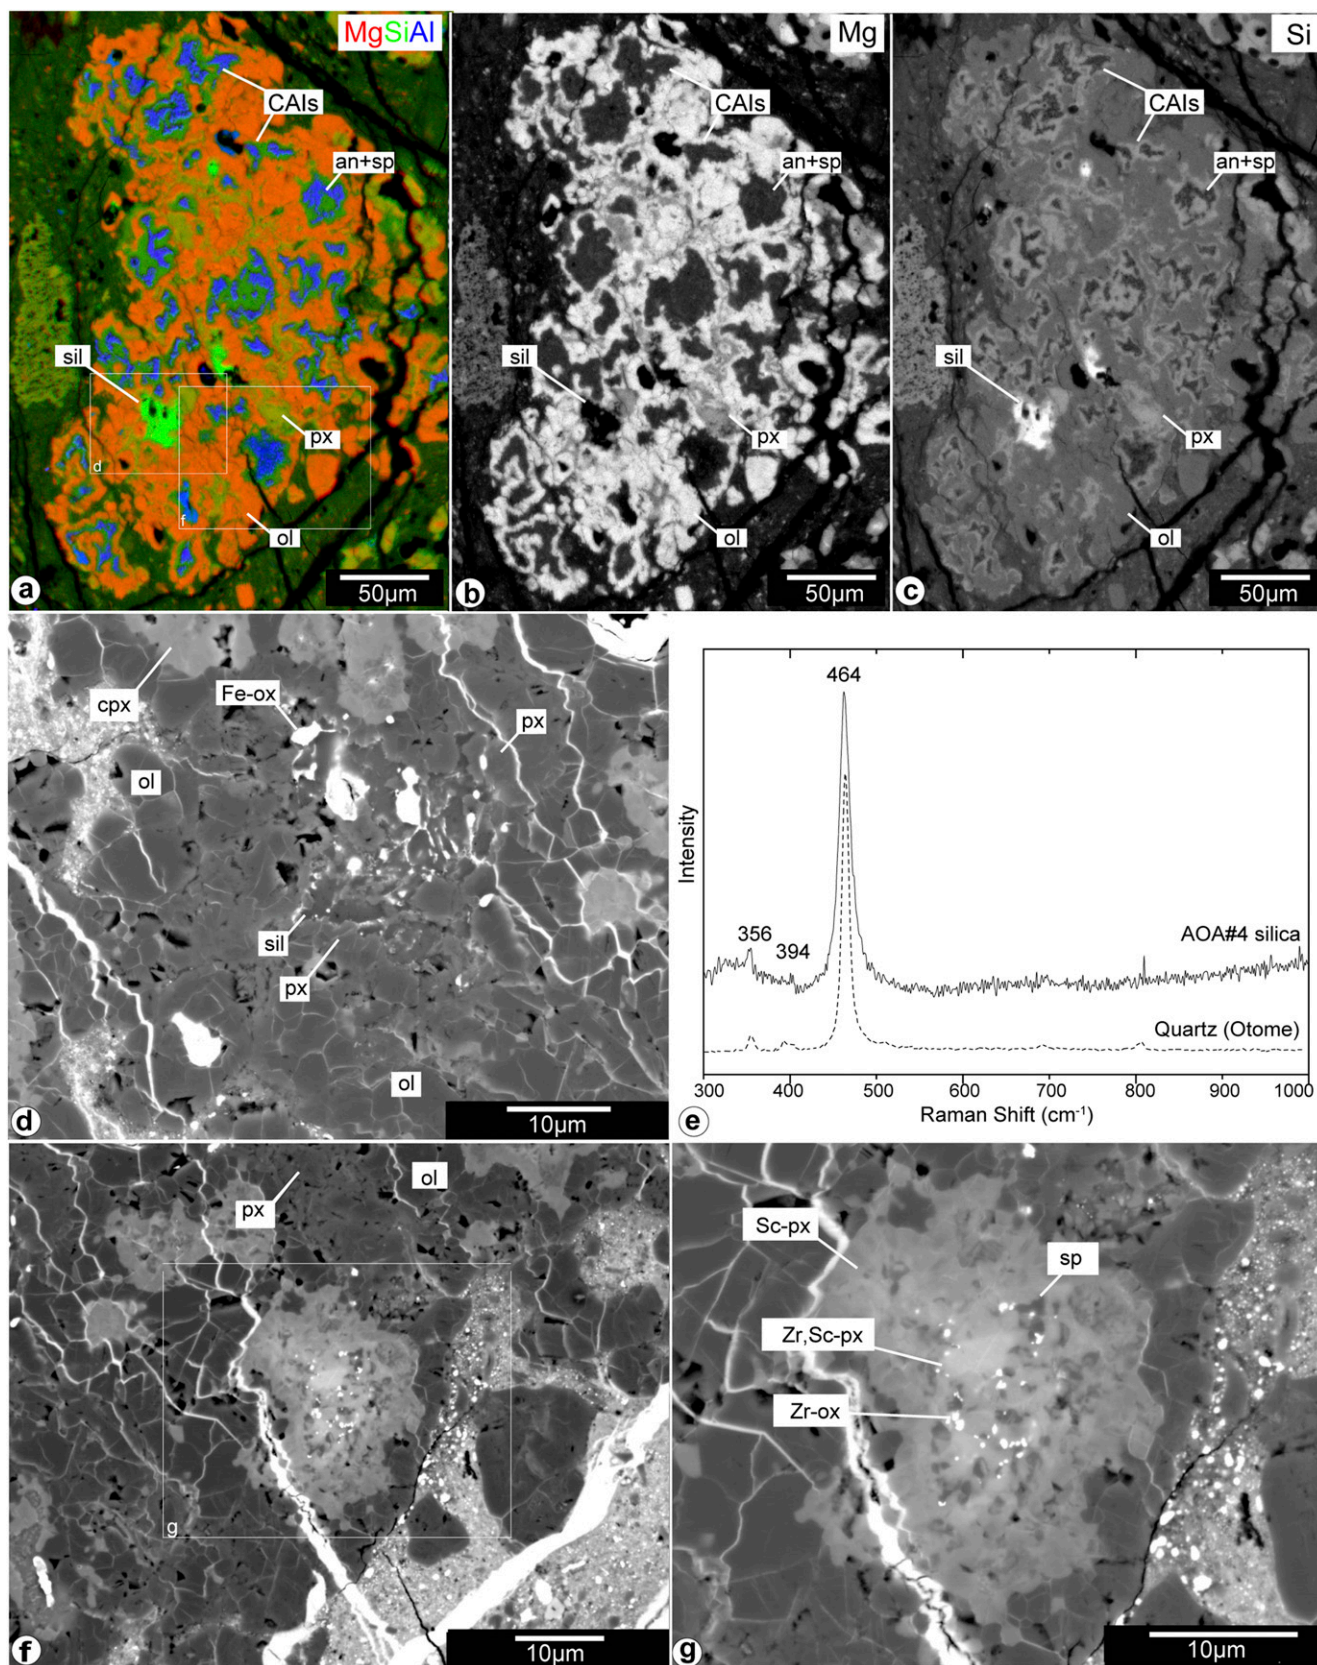 MgSiAl
CAIs
an+sp
sil
px
d
f
ol
a
50µm
Mg
CAIs
an+sp
sil
px
ol
b
50µm
Si
CAIs
an+sp
sil
px
ol
c
50µm
cpx
Fe-ox
px
ol
sil
px
ol
d
10µm
464
356
394
AOA#4 silica
Quartz (Otome)
Intensity
300 400 500 600 700 800 900 1000
Raman Shift (cm-1)
e
px
ol
g
f
10µm
Sc-px
sp
Zr,Sc-px
Zr-ox
g
10µm